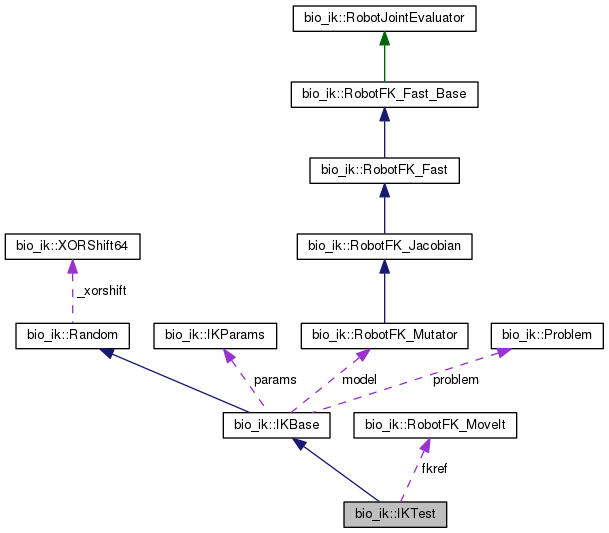 bio_ik::RobotJointEvaluator
bio_ik::RobotFK_Fast_Base
bio_ik::RobotFK_Fast
bio_ik::XORShift64
bio_ik::RobotFK_Jacobian
_xorshift
bio_ik::Random
bio_ik::IKParams
bio_ik::RobotFK_Mutator
bio_ik::Problem
params
model
problem
bio_ik::IKBase
bio_ik::RobotFK_MoveIt
fkref
bio_ik::IKTest